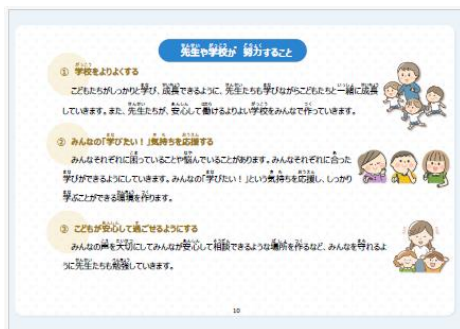 先生や学校が 努力すること
① 学校をよりよくする
こどもたちがしっかりと学び、成長できるように、先生たちも学びながらこどもたちと一緒に成長
していきます。また、先生たちが、安心して働けるよりよい学校をみんなで作っていきます。
② みんなの「学びたい！」気持ちを応援する
みんなそれぞれに困っていることや悩んでいることがあります。みんなそれぞれに合った
学びができるようにしていきます。みんなの「学びたい！」という気持ちを応援し、しっかり
学ぶことができる環境を作ります。
③ こどもが安心して過ごせるようにする
みんなの声を大切にしてみんなが安心して相談できるような場所を作るなど、みんなを守れるよ
うに先生たちも勉強していきます。
10